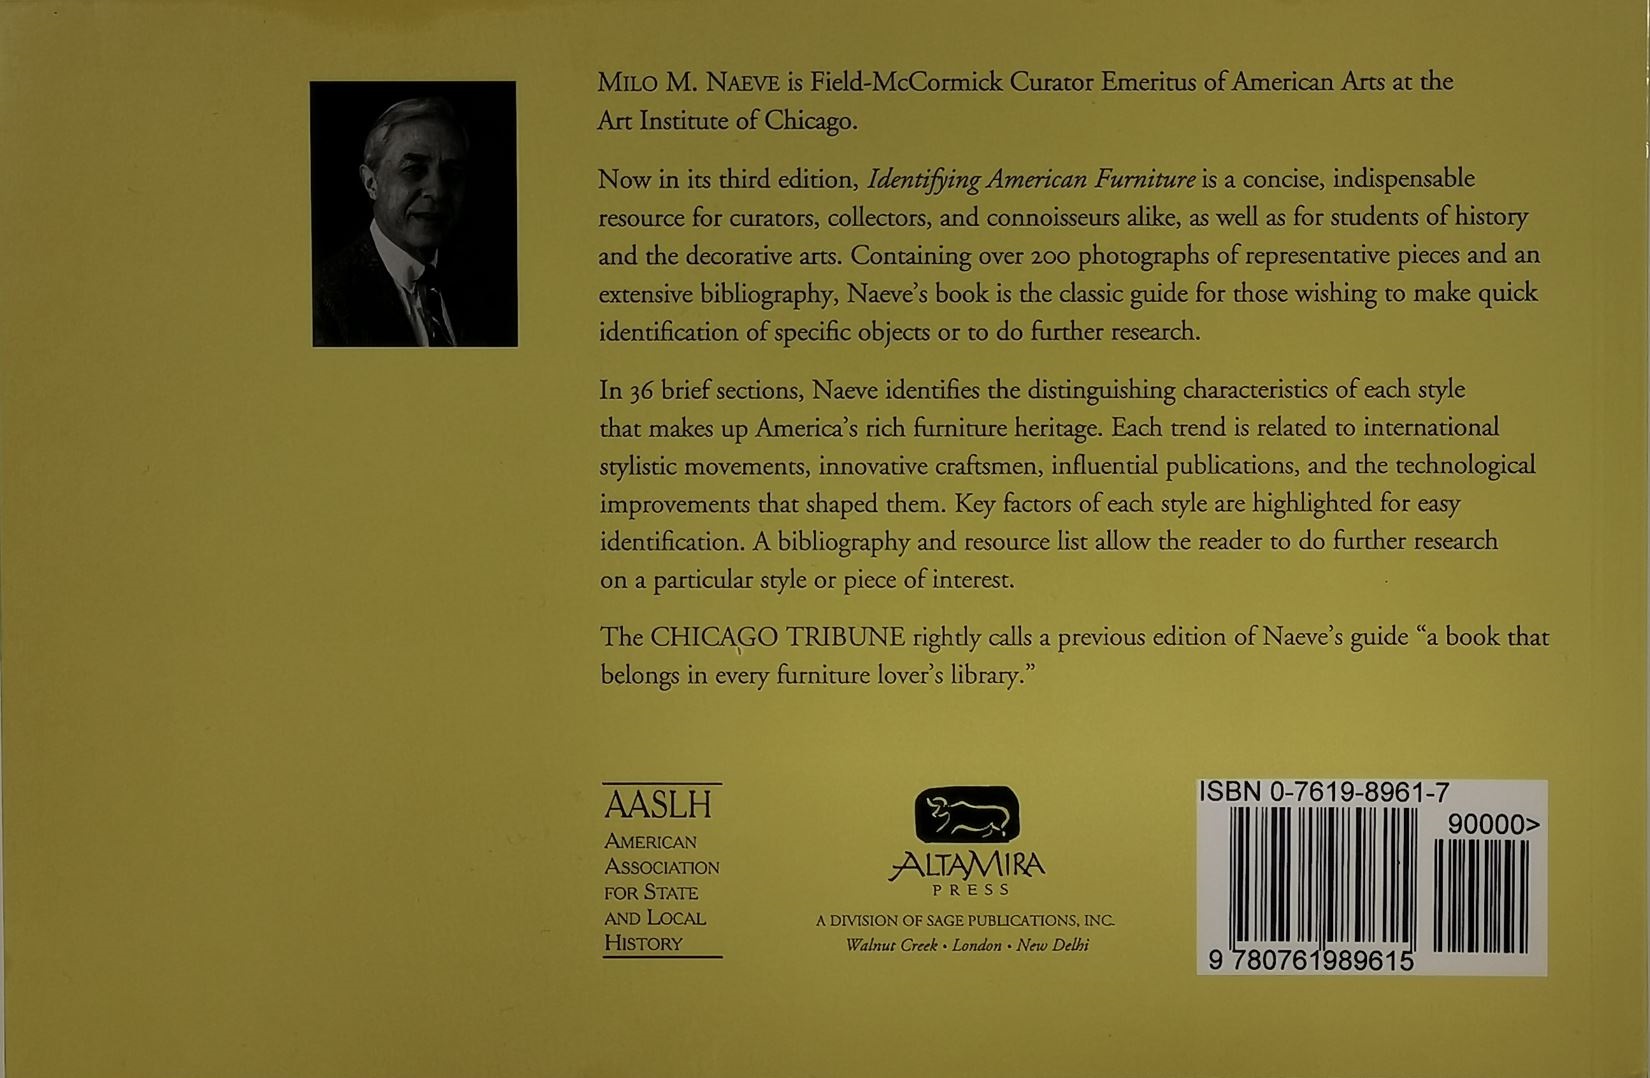 MILO M. NAEVE is Field-McCormick Curator Emeritus of American Arts at the
Art Institute of Chicago.
Now in its third edition, Identifying American Furniture is a concise, indispensable
resource for curators, collectors, and connoisseurs alike, as well as for students of history
and the decorative arts. Containing over 200 photographs of representative pieces and an
extensive bibliography, Naeve’s book is the classic guide for those wishing to make quick
identification of specific objects or to do further research.
In 36 brief sections, Naeve identifies the distinguishing characteristics of each style
that makes up America’s rich furniture heritage. Each trend is related to international
stylistic movements, innovative craftsmen, influential publications, and the technological
improvements that shaped them. Key factors of each style are highlighted for easy
identification. A bibliography and resource list allow the reader to do further research
on a particular style or piece of interest.
The CHICAGO TRIBUNE rightly calls a previous edition of Naeve’s guide “a book that
belongs in every furniture lover’s library.”
AASLH
AMERICAN
ASSOCIATION
FOR STATE
AND LOCAL
HISTORY
ALTAMIRA
PRESS
A DIVISION OF SAGE PUBLICATIONS, INC.
Walnut Creek • London • New Delhi
ISBN 0-7619-8961-7
90000>
9 780761989615